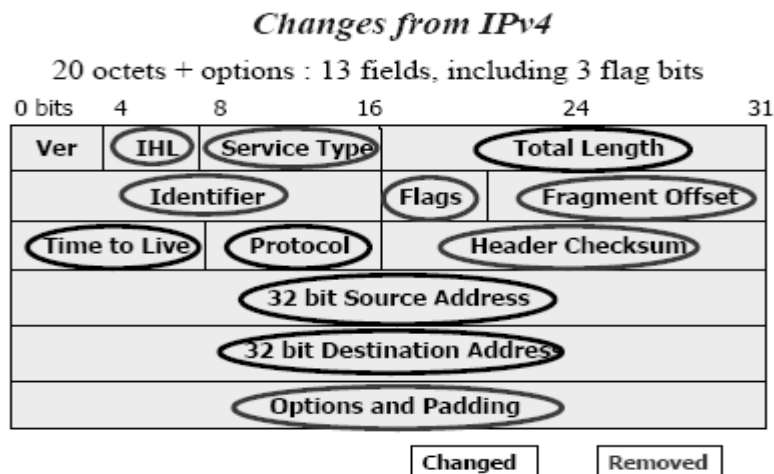 Changes from IPv4
20 octets + options : 13 fields, including 3 flag bits
0 bits 4 8 16 24 31
Ver IHL Service Type Total Length
Identifier Flags Fragment Offset
Time to Live Protocol Header Checksum
32 bit Source Address
32 bit Destination Address
Options and Padding
Changed Removed